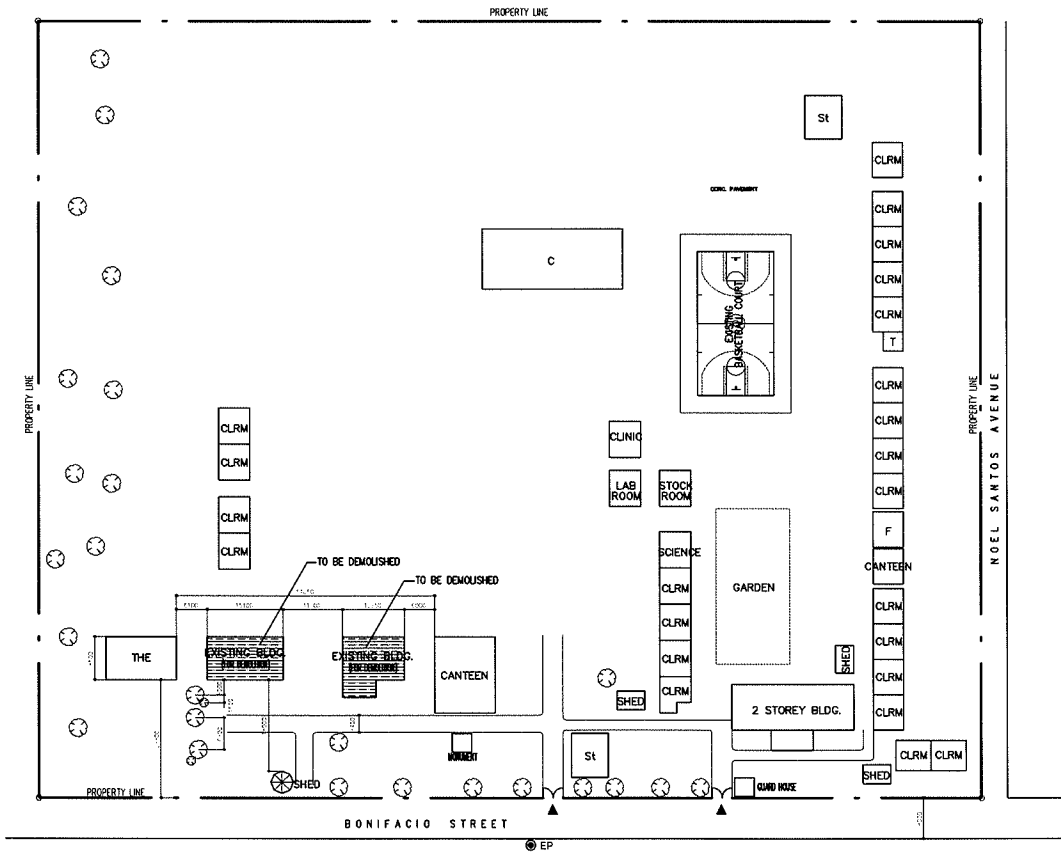 PROPERTY LINE
St
CLRM
CONC. PAVEMENT
CLRM
CLRM
C
CLRM
CLRM
EXISTING
BASKETBALL COURT
T
PROPERTY LINE
PROPERTY LINE
NOEL SANTOS AVENUE
CLRM
CLRM
CLRM
CLRM
CLRM
CLRM
CLINIC
LAB
ROOM
STOCK
ROOM
CLRM
CLRM
F
CANTEEN
SCIENCE
CLRM
CLRM
CLRM
CLRM
GARDEN
TO BE DEMOLISHED
TO BE DEMOLISHED
CLRM
CLRM
CLRM
CLRM
THE
EXISTING BLDG.
EXISTING BLDG.
CANTEEN
SHED
SHED
2 STOREY BLDG.
MONUMENT
St
CLRM
CLRM
SHED
SHED
GUARD HOUSE
PROPERTY LINE
BONIFACIO STREET
EP